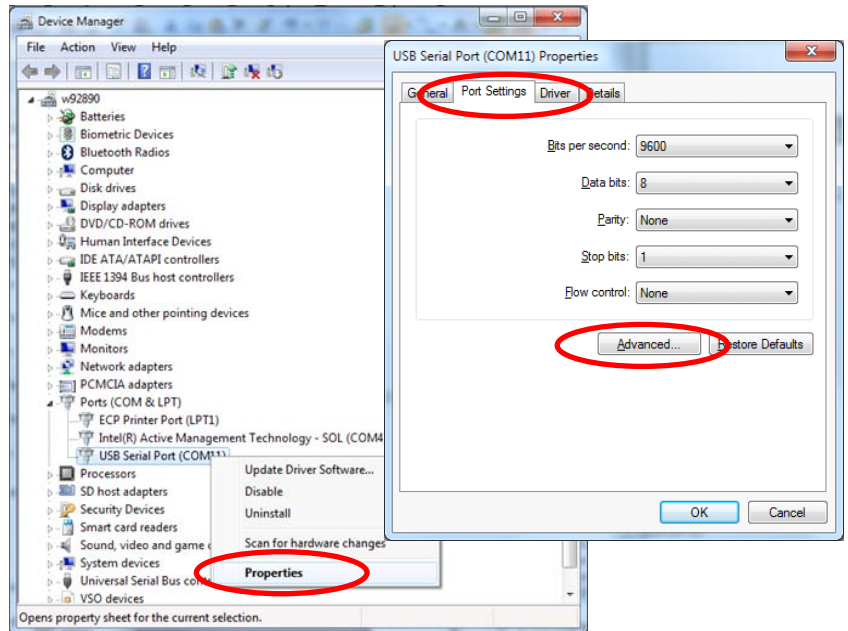 Device Manager
File Action View Help
w92890
Batteries
Biometric Devices
Bluetooth Radios
Computer
Disk drives
Display adapters
DVD/CD-ROM drives
Human Interface Devices
IDE ATA/ATAPI controllers
IEEE 1394 Bus host controllers
Keyboards
Mice and other pointing devices
Modems
Monitors
Network adapters
PCMCIA adapters
Ports (COM & LPT)
ECP Printer Port (LPT1)
Intel(R) Active Management Technology - SOL (COM4
USB Serial Port (COM11)
Processors
SD host adapters
Security Devices
Smart card readers
Sound, video and game
System devices
Universal Serial Bus
VSO devices
Opens property sheet for the current selection.
Update Driver Software...
Disable
Uninstall
Scan for hardware changes
Properties
USB Serial Port (COM11) Properties
General Port Settings Driver Details
Bits per second: 9600
Data bits: 8
Parity: None
Stop bits: 1
Flow control: None
Advanced... Restore Defaults
OK Cancel